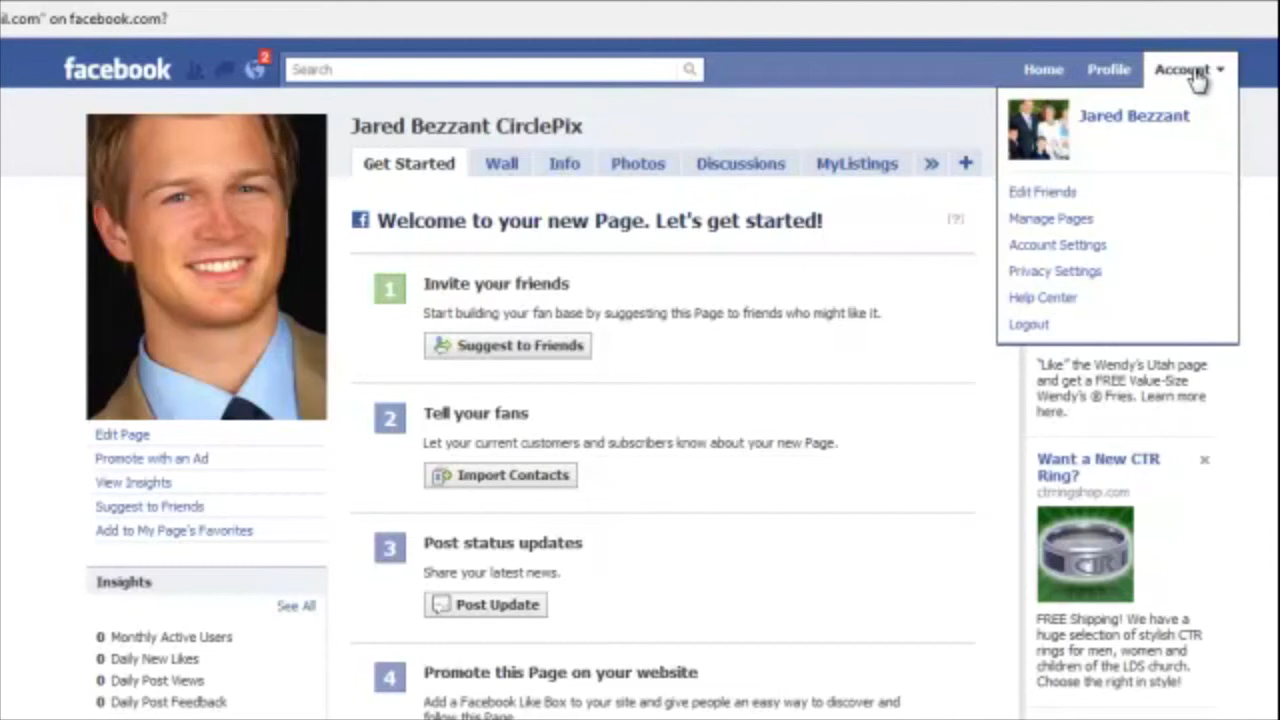 il.com" on facebook.com?
facebook
2
Search
Home
Profile
Account
Jared Bezzant
Edit Friends
Manage Pages
Account Settings
Privacy Settings
Help Center
Logout
Jared Bezzant CirclePix
Get Started
Wall
Info
Photos
Discussions
MyListings
»
+
Welcome to your new Page. Let's get started!
[?]
1
Invite your friends
Start building your fan base by suggesting this Page to friends who might like it.
Suggest to Friends
2
Tell your fans
Let your current customers and subscribers know about your new Page.
Import Contacts
3
Post status updates
Share your latest news.
Post Update
4
Promote this Page on your website
Add a Facebook Like Box to your site and give people an easy way to discover and
follow this Page.
Edit Page
Promote with an Ad
View Insights
Suggest to Friends
Add to My Page's Favorites
Insights
See All
0 Monthly Active Users
0 Daily New Likes
0 Daily Post Views
0 Daily Post Feedback
"Like" the Wendy's Utah page
and get a FREE Value-Size
Wendy's ® Fries. Learn more
here.
Want a New CTR
Ring?
x
ctrringshop.com
CTR
FREE Shipping! We have a
huge selection of stylish CTR
rings for men, women and
children of the LDS church.
Choose the right in style!